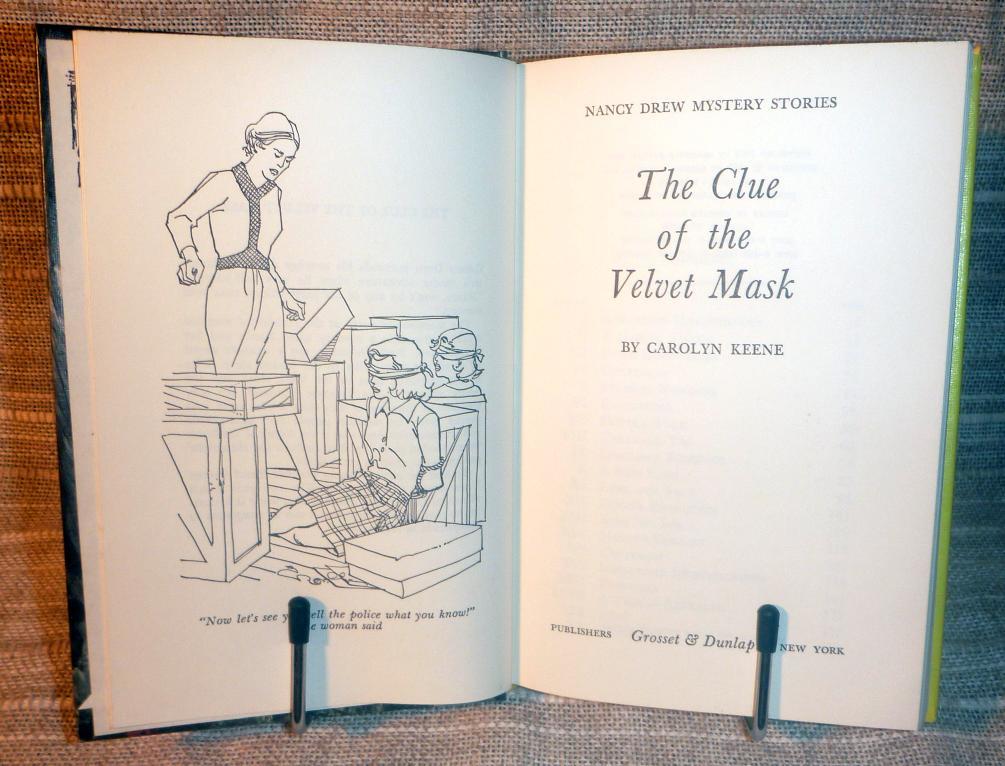 "Now let's see y ell the police what you know!"
e woman said
NANCY DREW MYSTERY STORIES
The Clue
of the
Velvet Mask
BY CAROLYN KEENE
PUBLISHERS Grosset & Dunlap NEW YORK